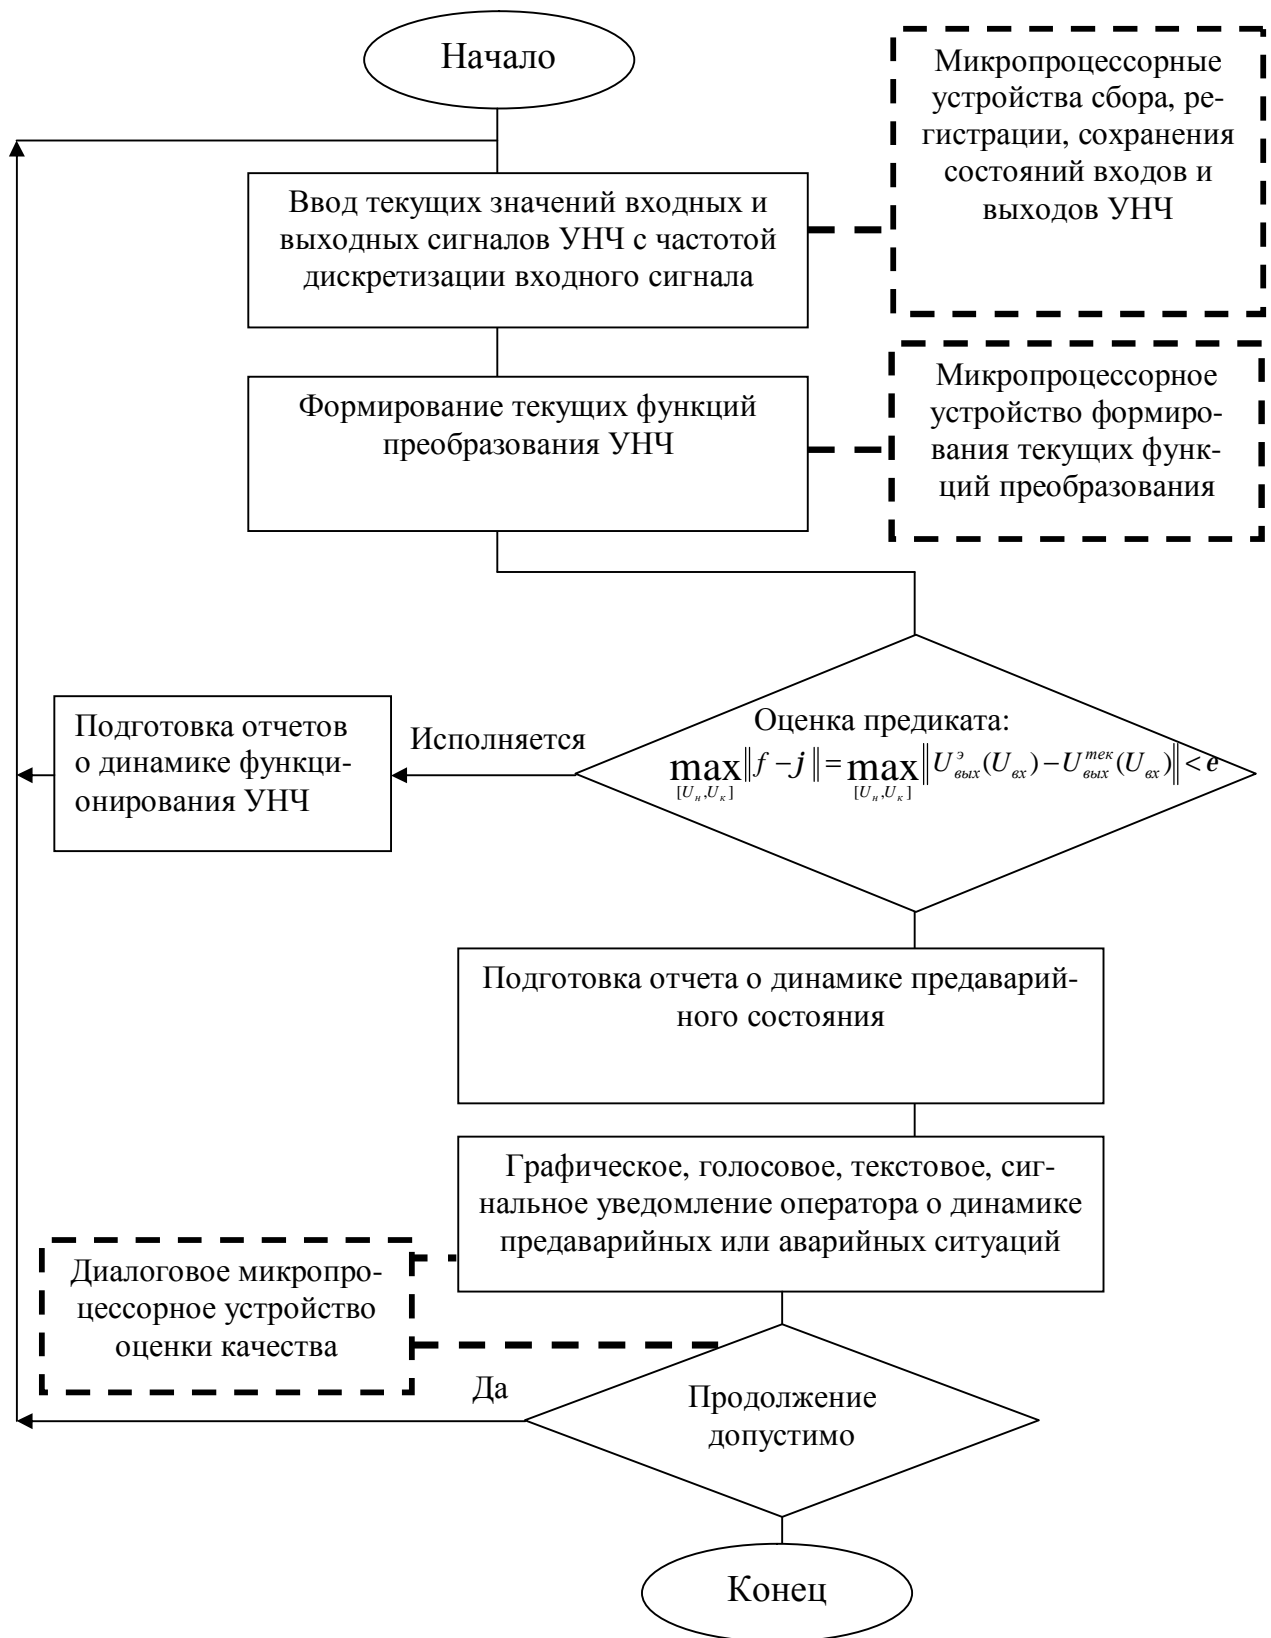 Начало
Микропроцессорные
устройства сбора, ре-
гистрации, сохранения
состояний входов и
выходов УНЧ
Ввод текущих значений входных и
выходных сигналов УНЧ с частотой
дискретизации входного сигнала
Формирование текущих функций
преобразования УНЧ
Микропроцессорное
устройство формиро-
вания текущих функ-
ций преобразования
Подготовка отчетов
о динамике функци-
онирования УНЧ
Исполняется
Оценка предиката:
max ‖f − j‖ = max ‖U^э_вых(U_вх) − U^тек_вых(U_вх)‖ < e
[U_н,U_к] [U_н,U_к]
Подготовка отчета о динамике предаварий-
ного состояния
Графическое, голосовое, текстовое, сиг-
нальное уведомление оператора о динамике
предаварийных или аварийных ситуаций
Диалоговое микропро-
цессорное устройство
оценки качества
Да
Продолжение
допустимо
Конец